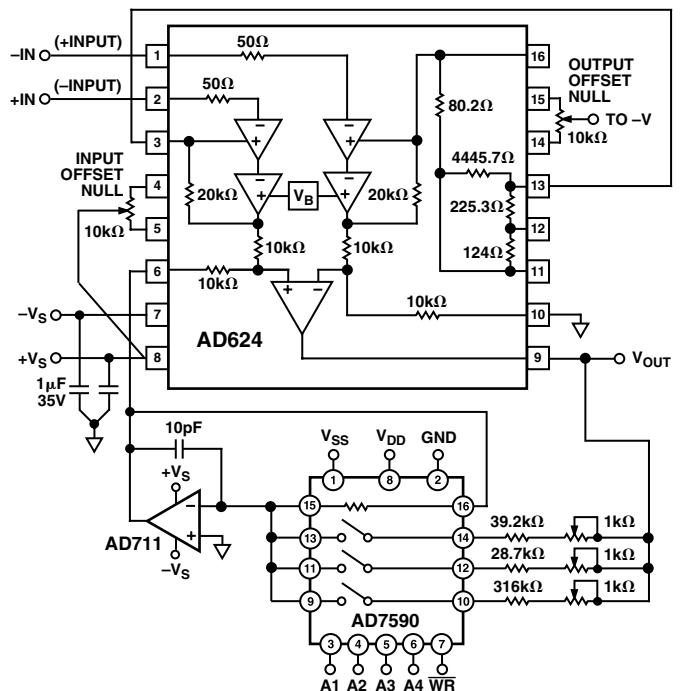 −IN (+INPUT)
+IN (−INPUT)
1
50Ω
16
2
50Ω
80.2Ω
15
OUTPUT OFFSET NULL
TO −V
10kΩ
3
14
INPUT OFFSET NULL
10kΩ
4
5
20kΩ
V_B
20kΩ
4445.7Ω
13
225.3Ω
12
124Ω
11
10kΩ
10kΩ
6
10kΩ
10kΩ
10
−V_S
7
AD624
+V_S
8
9
V_OUT
1µF
35V
10pF
+V_S
AD711
−V_S
V_SS
V_DD
GND
1
8
2
15
16
13
14
39.2kΩ
1kΩ
11
12
28.7kΩ
1kΩ
9
10
316kΩ
1kΩ
AD7590
3
4
5
6
7
A1
A2
A3
A4
W̅R̅
−
+
−
+
−
+
−
+
+
−
−
+